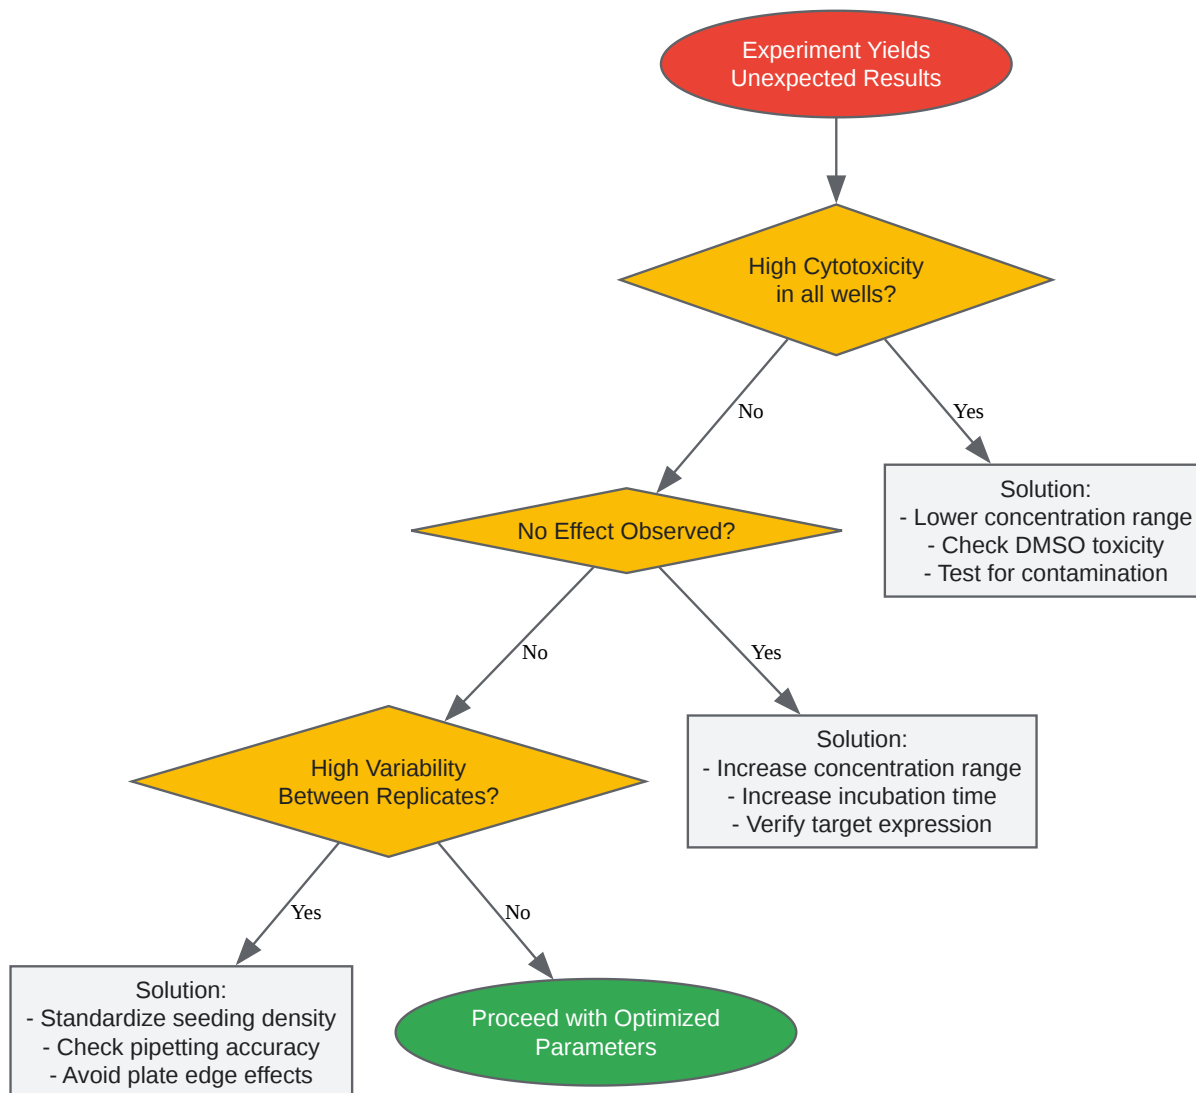 Experiment Yields
Unexpected Results
High Cytotoxicity
in all wells?
No
Yes
Solution:
- Lower concentration range
- Check DMSO toxicity
- Test for contamination
No Effect Observed?
No
Yes
Solution:
- Increase concentration range
- Increase incubation time
- Verify target expression
High Variability
Between Replicates?
Yes
No
Solution:
- Standardize seeding density
- Check pipetting accuracy
- Avoid plate edge effects
Proceed with Optimized
Parameters